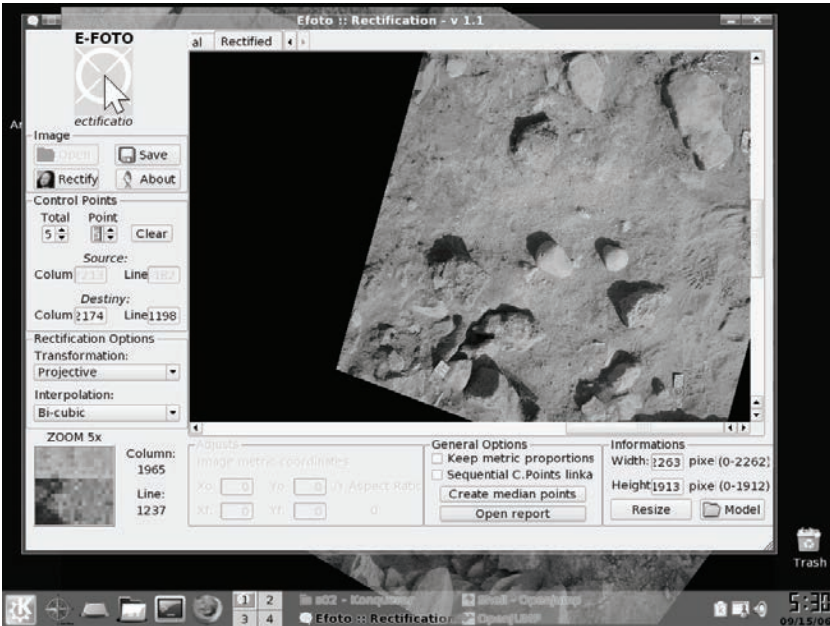 Efoto :: Rectification - v 1.1
E-FOTO
ectificatio
al Rectified
Image
Open Save
Rectify About
Control Points
Total Point
5 Clear
Source:
Colum Line
Destiny:
Colum 2174 Line 1198
Rectification Options
Transformation:
Projective
Interpolation:
Bi-cubic
ZOOM 5x
Column:
1965
Line:
1237
Adjusts
Image metric coordinates
Xo: 0 Yo: 0 Aspect Ratio
Xf: 0 Yf: 0 0
General Options
Keep metric proportions
Sequential C.Points linka
Create median points
Open report
Informations
Width: 2263 pixe (0-2262)
Height 1913 pixe (0-1912)
Resize Model
Trash
1 2
3 4
Efoto :: Rectification
5:30